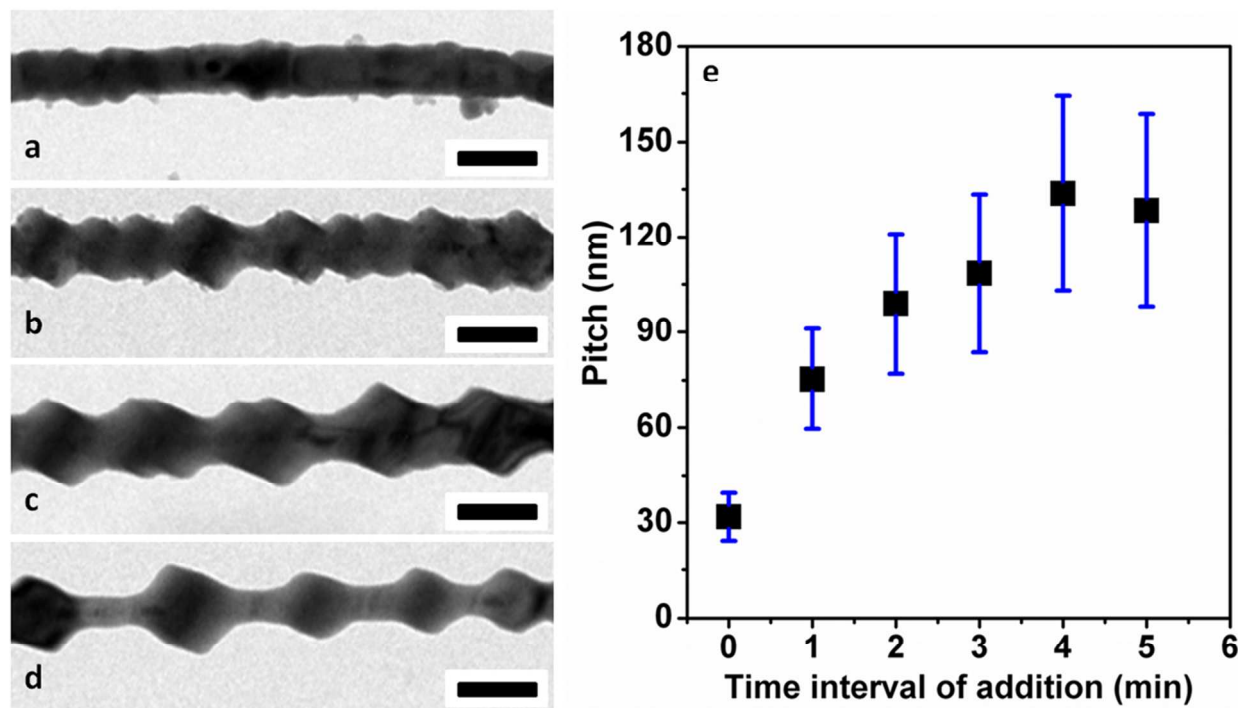 a
b
c
d
e
180
150
120
90
60
30
0
Pitch (nm)
0 1 2 3 4 5 6
Time interval of addition (min)